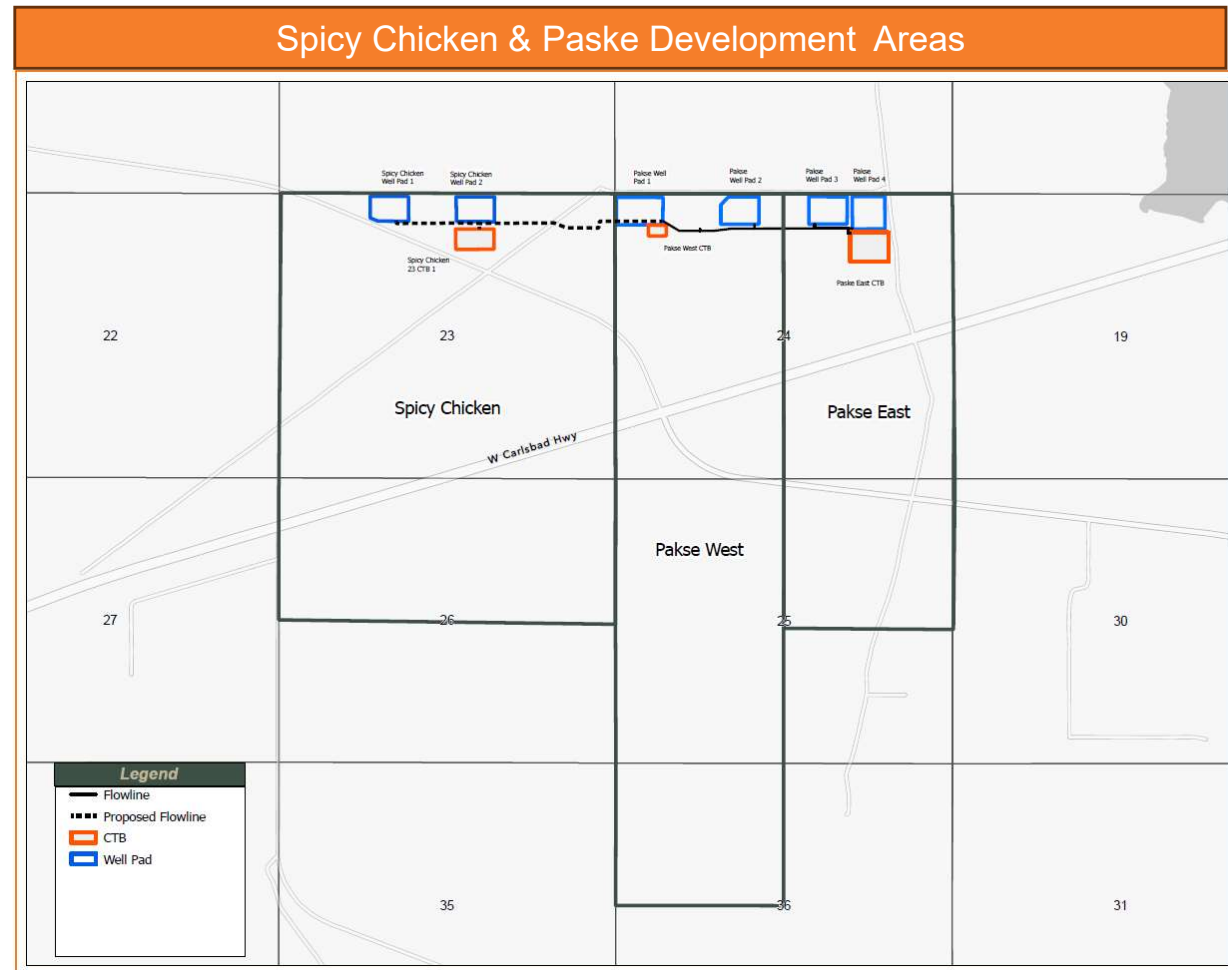 Spicy Chicken & Paske Development Areas
Spicy Chicken
Well Pad 1
Spicy Chicken
Well Pad 2
Pakse Well
Pad 1
Pakse
Well Pad 2
Pakse
Well Pad 3
Pakse
Well Pad 4
Spicy Chicken
23 CTB 1
Pakse West CTB
Paske East CTB
22
23
24
19
Spicy Chicken
Pakse East
W Carlsbad Hwy
Pakse West
27
26
25
30
Legend
Flowline
Proposed Flowline
CTB
Well Pad
35
36
31